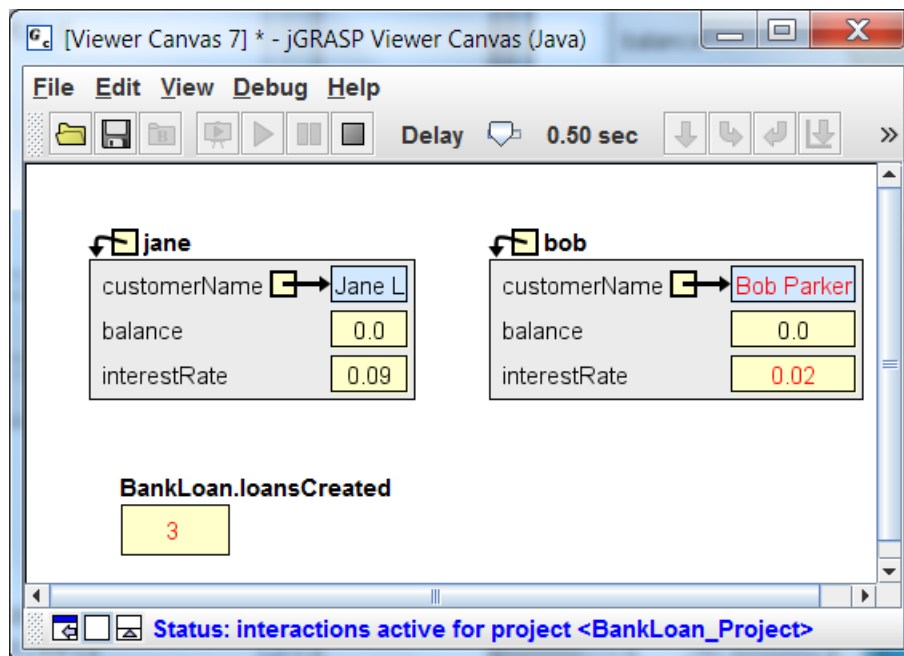 [Viewer Canvas 7] * - jGRASP Viewer Canvas (Java)
File Edit View Debug Help
Delay 0.50 sec »
jane
customerName Jane L
balance 0.0
interestRate 0.09
bob
customerName Bob Parker
balance 0.0
interestRate 0.02
BankLoan.loansCreated
3
Status: interactions active for project <BankLoan_Project>